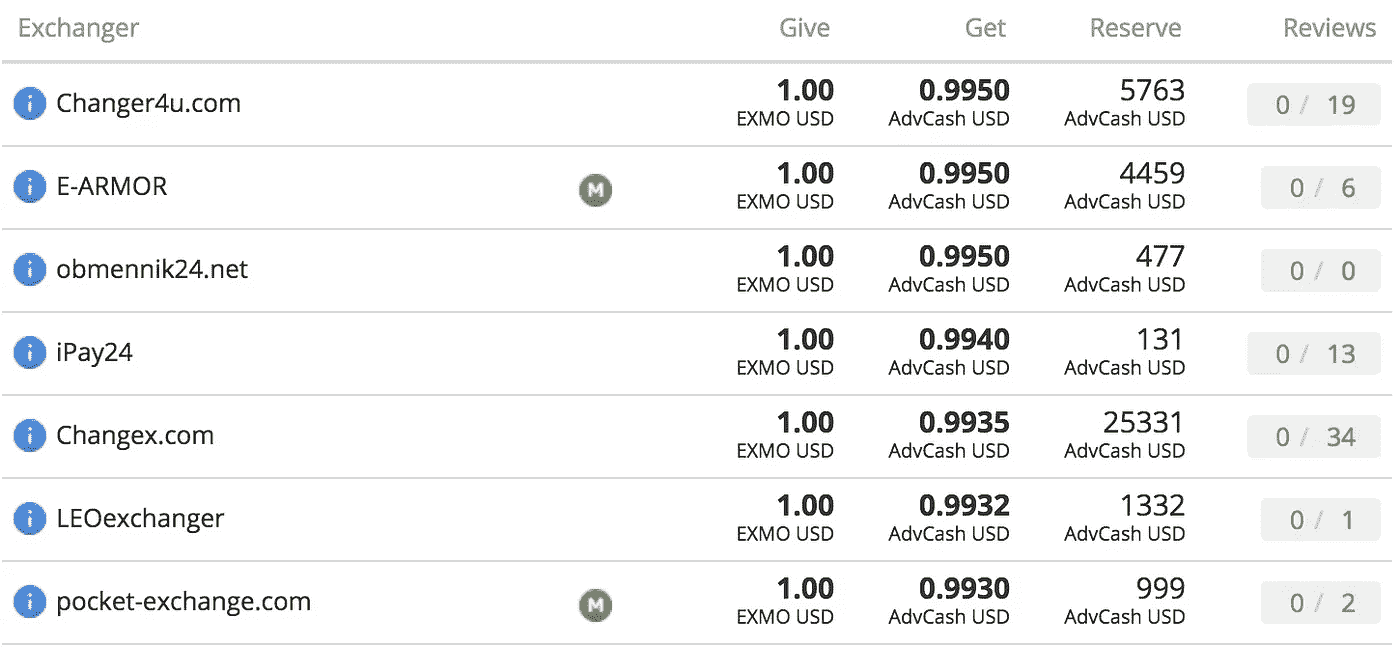 Exchanger Give Get Reserve Reviews
Changer4u.com 1.00 0.9950 5763 0 / 19
EXMO USD AdvCash USD AdvCash USD
E-ARMOR M 1.00 0.9950 4459 0 / 6
EXMO USD AdvCash USD AdvCash USD
obmennik24.net 1.00 0.9950 477 0 / 0
EXMO USD AdvCash USD AdvCash USD
iPay24 1.00 0.9940 131 0 / 13
EXMO USD AdvCash USD AdvCash USD
Changex.com 1.00 0.9935 25331 0 / 34
EXMO USD AdvCash USD AdvCash USD
LEOexchanger 1.00 0.9932 1332 0 / 1
EXMO USD AdvCash USD AdvCash USD
pocket-exchange.com M 1.00 0.9930 999 0 / 2
EXMO USD AdvCash USD AdvCash USD